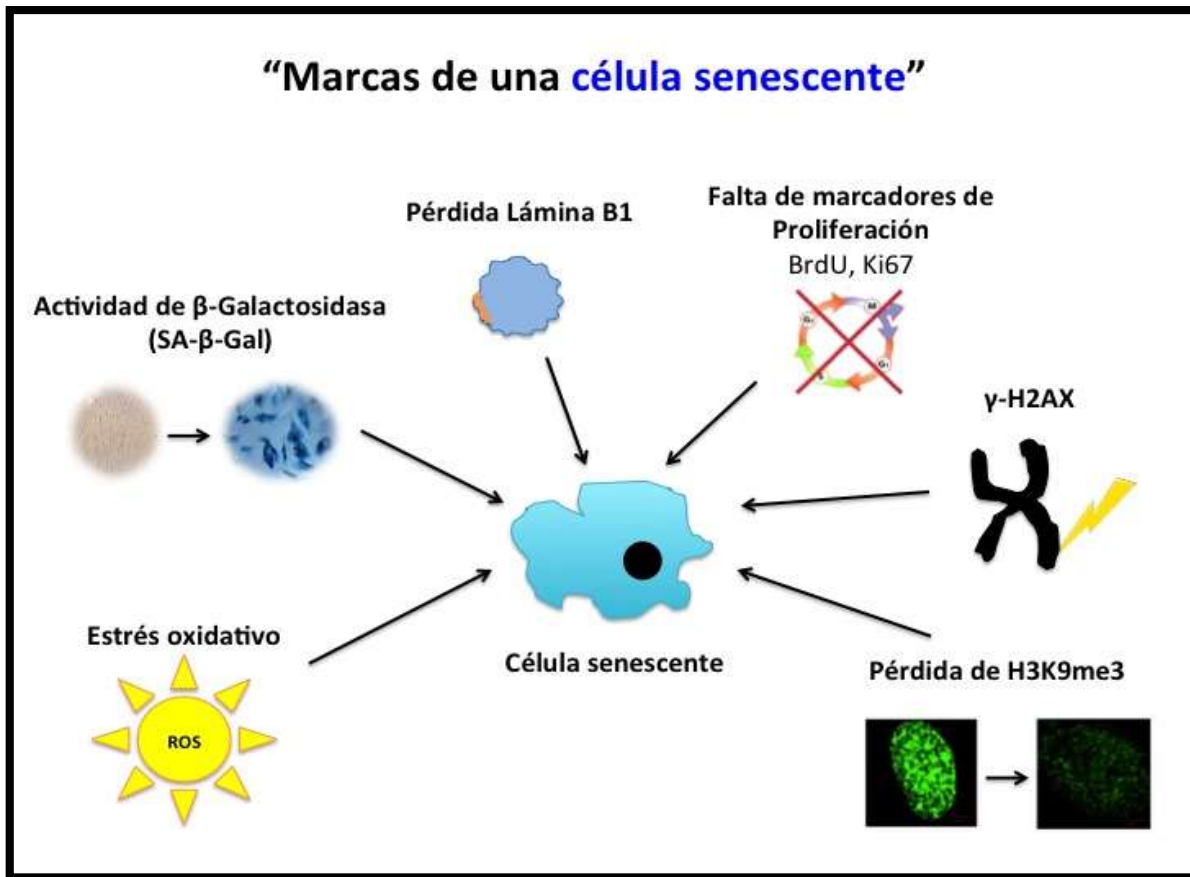 “Marcas de una célula senescente”
Pérdida Lámina B1
Falta de marcadores de
Proliferación
BrdU, Ki67
Actividad de β-Galactosidasa
(SA-β-Gal)
M
G₁
γ-H2AX
Estrés oxidativo
ROS
Célula senescente
Pérdida de H3K9me3